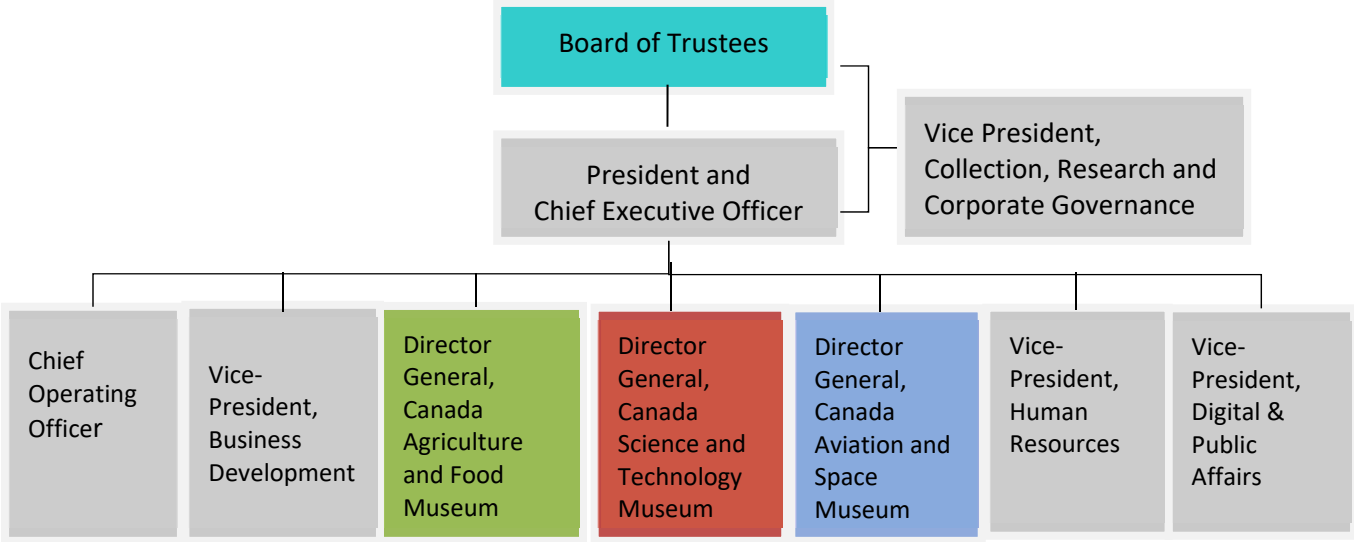 Board of Trustees
President and
Chief Executive Officer
Vice President,
Collection, Research and
Corporate Governance
Chief
Operating
Officer
Vice-
President,
Business
Development
Director
General,
Canada
Agriculture
and Food
Museum
Director
General,
Canada
Science and
Technology
Museum
Director
General,
Canada
Aviation and
Space
Museum
Vice-
President,
Human
Resources
Vice-
President,
Digital &
Public
Affairs